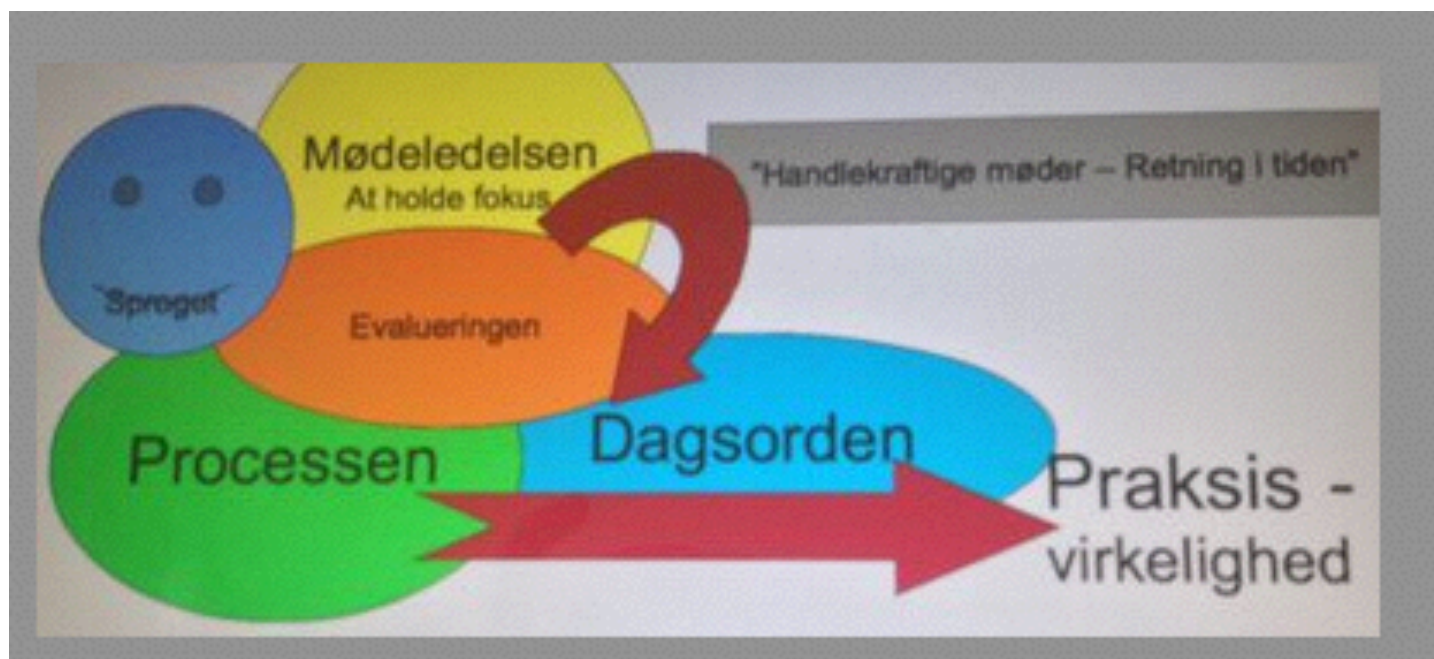 Mødeledelsen
At holde fokus
"Handlekraftige møder – Retning i tiden"
Sproget
Evalueringen
Processen
Dagsorden
Praksis -
virkelighed